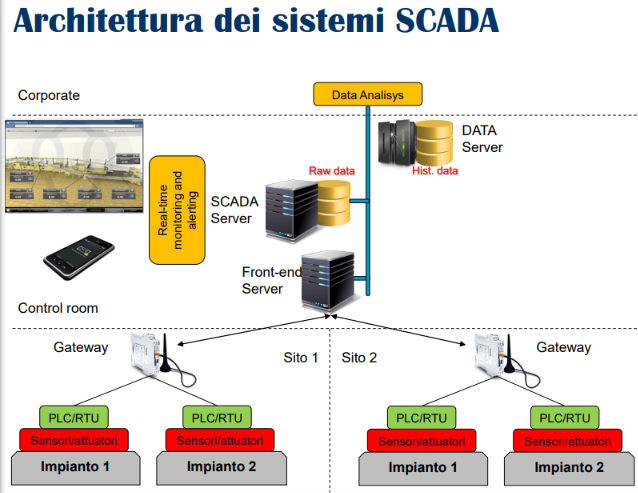 Architettura dei sistemi SCADA
Corporate
Data Analisys
DATA
Server
Raw data
Hist. data
Real-time
monitoring and
alerting
SCADA
Server
Front-end
Server
Control room
Gateway
Sito 1
Sito 2
Gateway
PLC/RTU
PLC/RTU
PLC/RTU
PLC/RTU
Sensori/attuatori
Sensori/attuatori
Sensori/attuatori
Sensori/attuatori
Impianto 1
Impianto 2
Impianto 1
Impianto 2